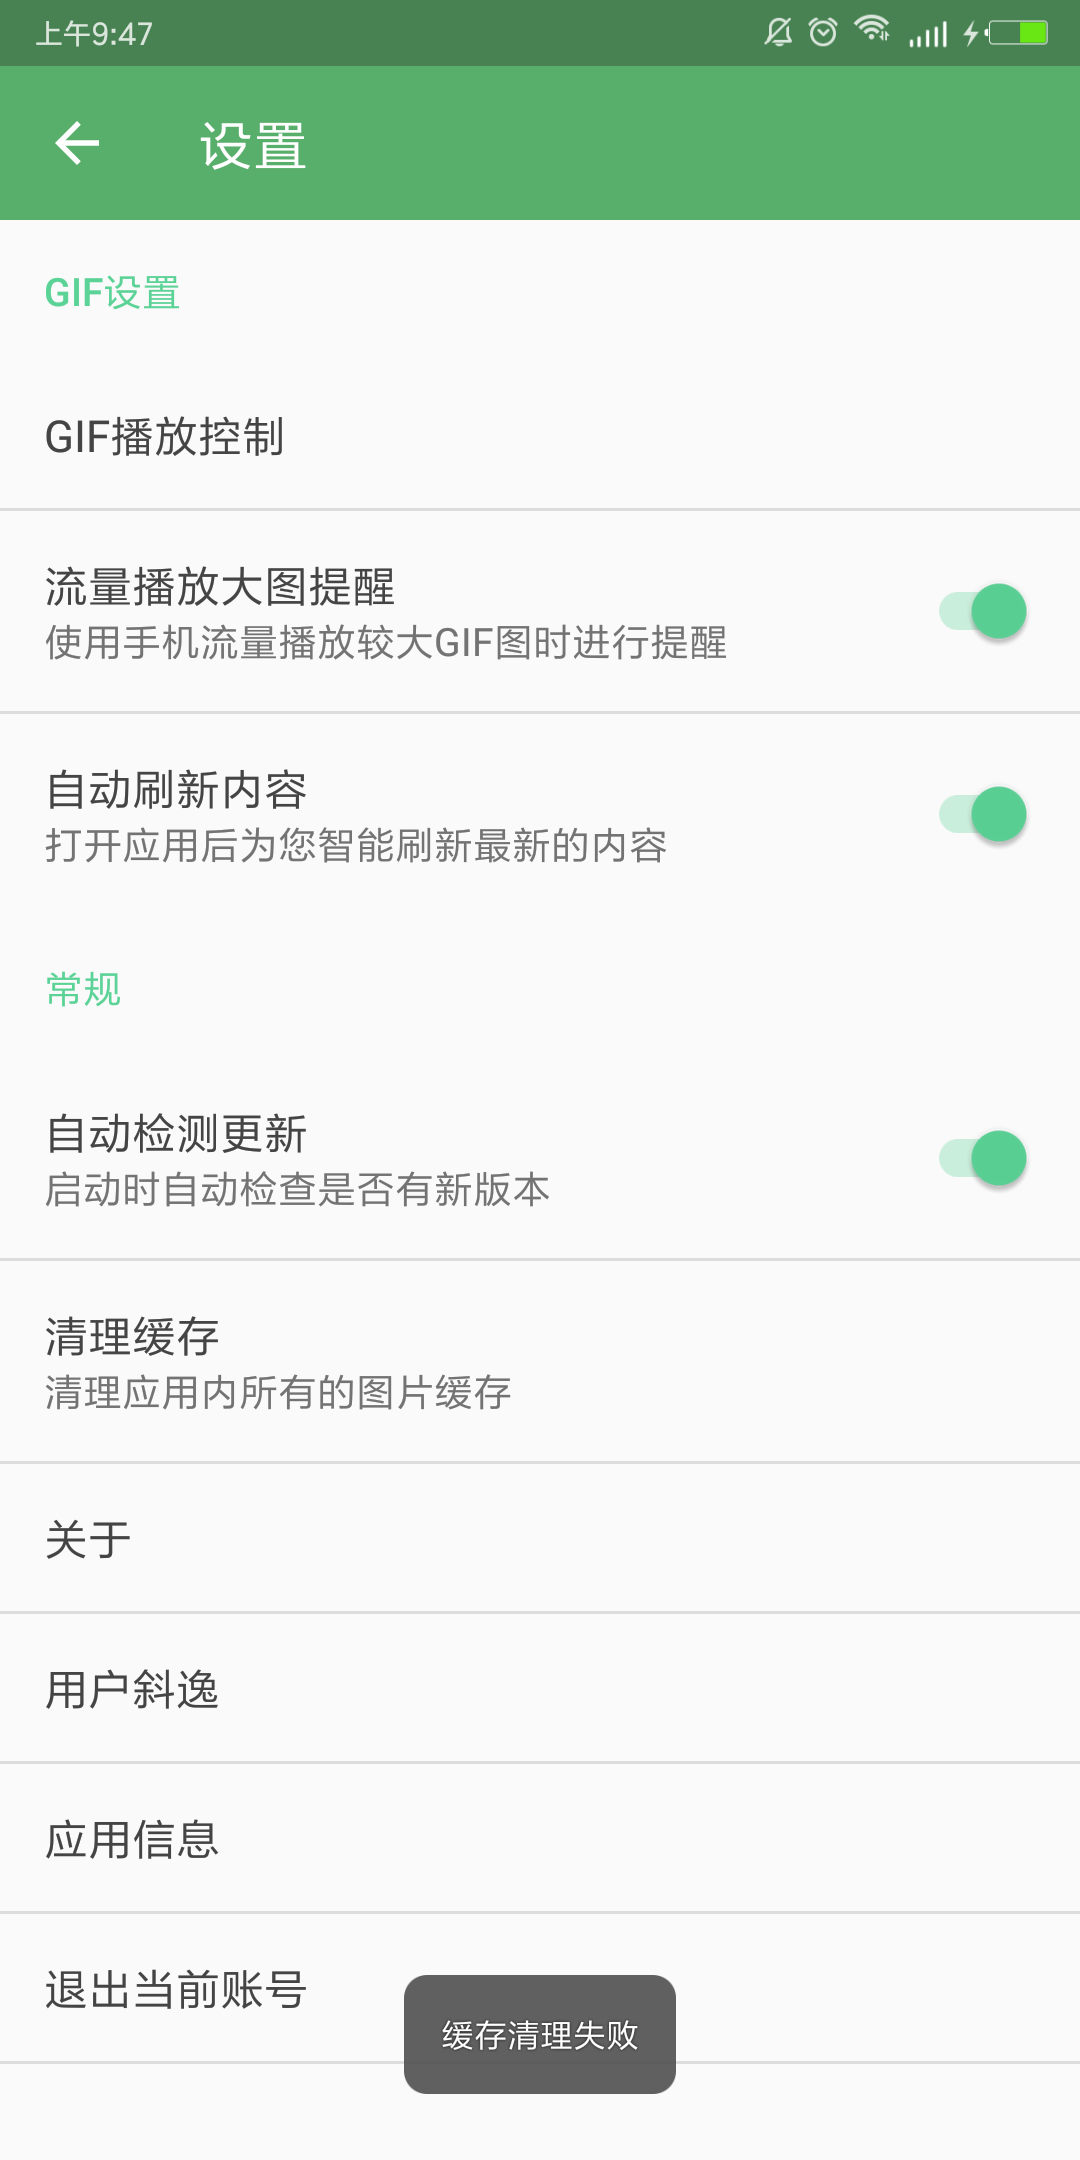 上午9:47
设置
GIF设置
GIF播放控制
流量播放大图提醒
使用手机流量播放较大GIF图时进行提醒
自动刷新内容
打开应用后为您智能刷新最新的内容
常规
自动检测更新
启动时自动检查是否有新版本
清理缓存
清理应用内所有的图片缓存
关于
用户斜逸
应用信息
退出当前账号
缓存清理失败